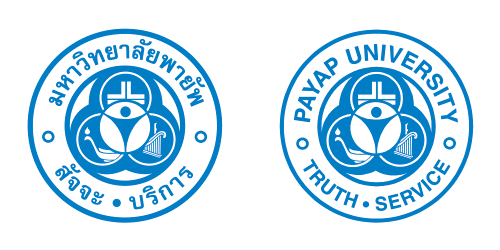 มหาวิทยาลัยพายัพ
สัจจะ • บริการ
PAYAP UNIVERSITY
TRUTH • SERVICE